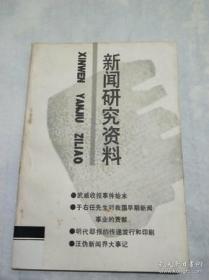 新闻研究资料
XINWEN YANJIU ZILIAO
●武威收报事件始末
●于右任先生对我国早期新闻
事业的贡献
●明代邸报的传递发行和印刷
●汪伪新闻界大事记